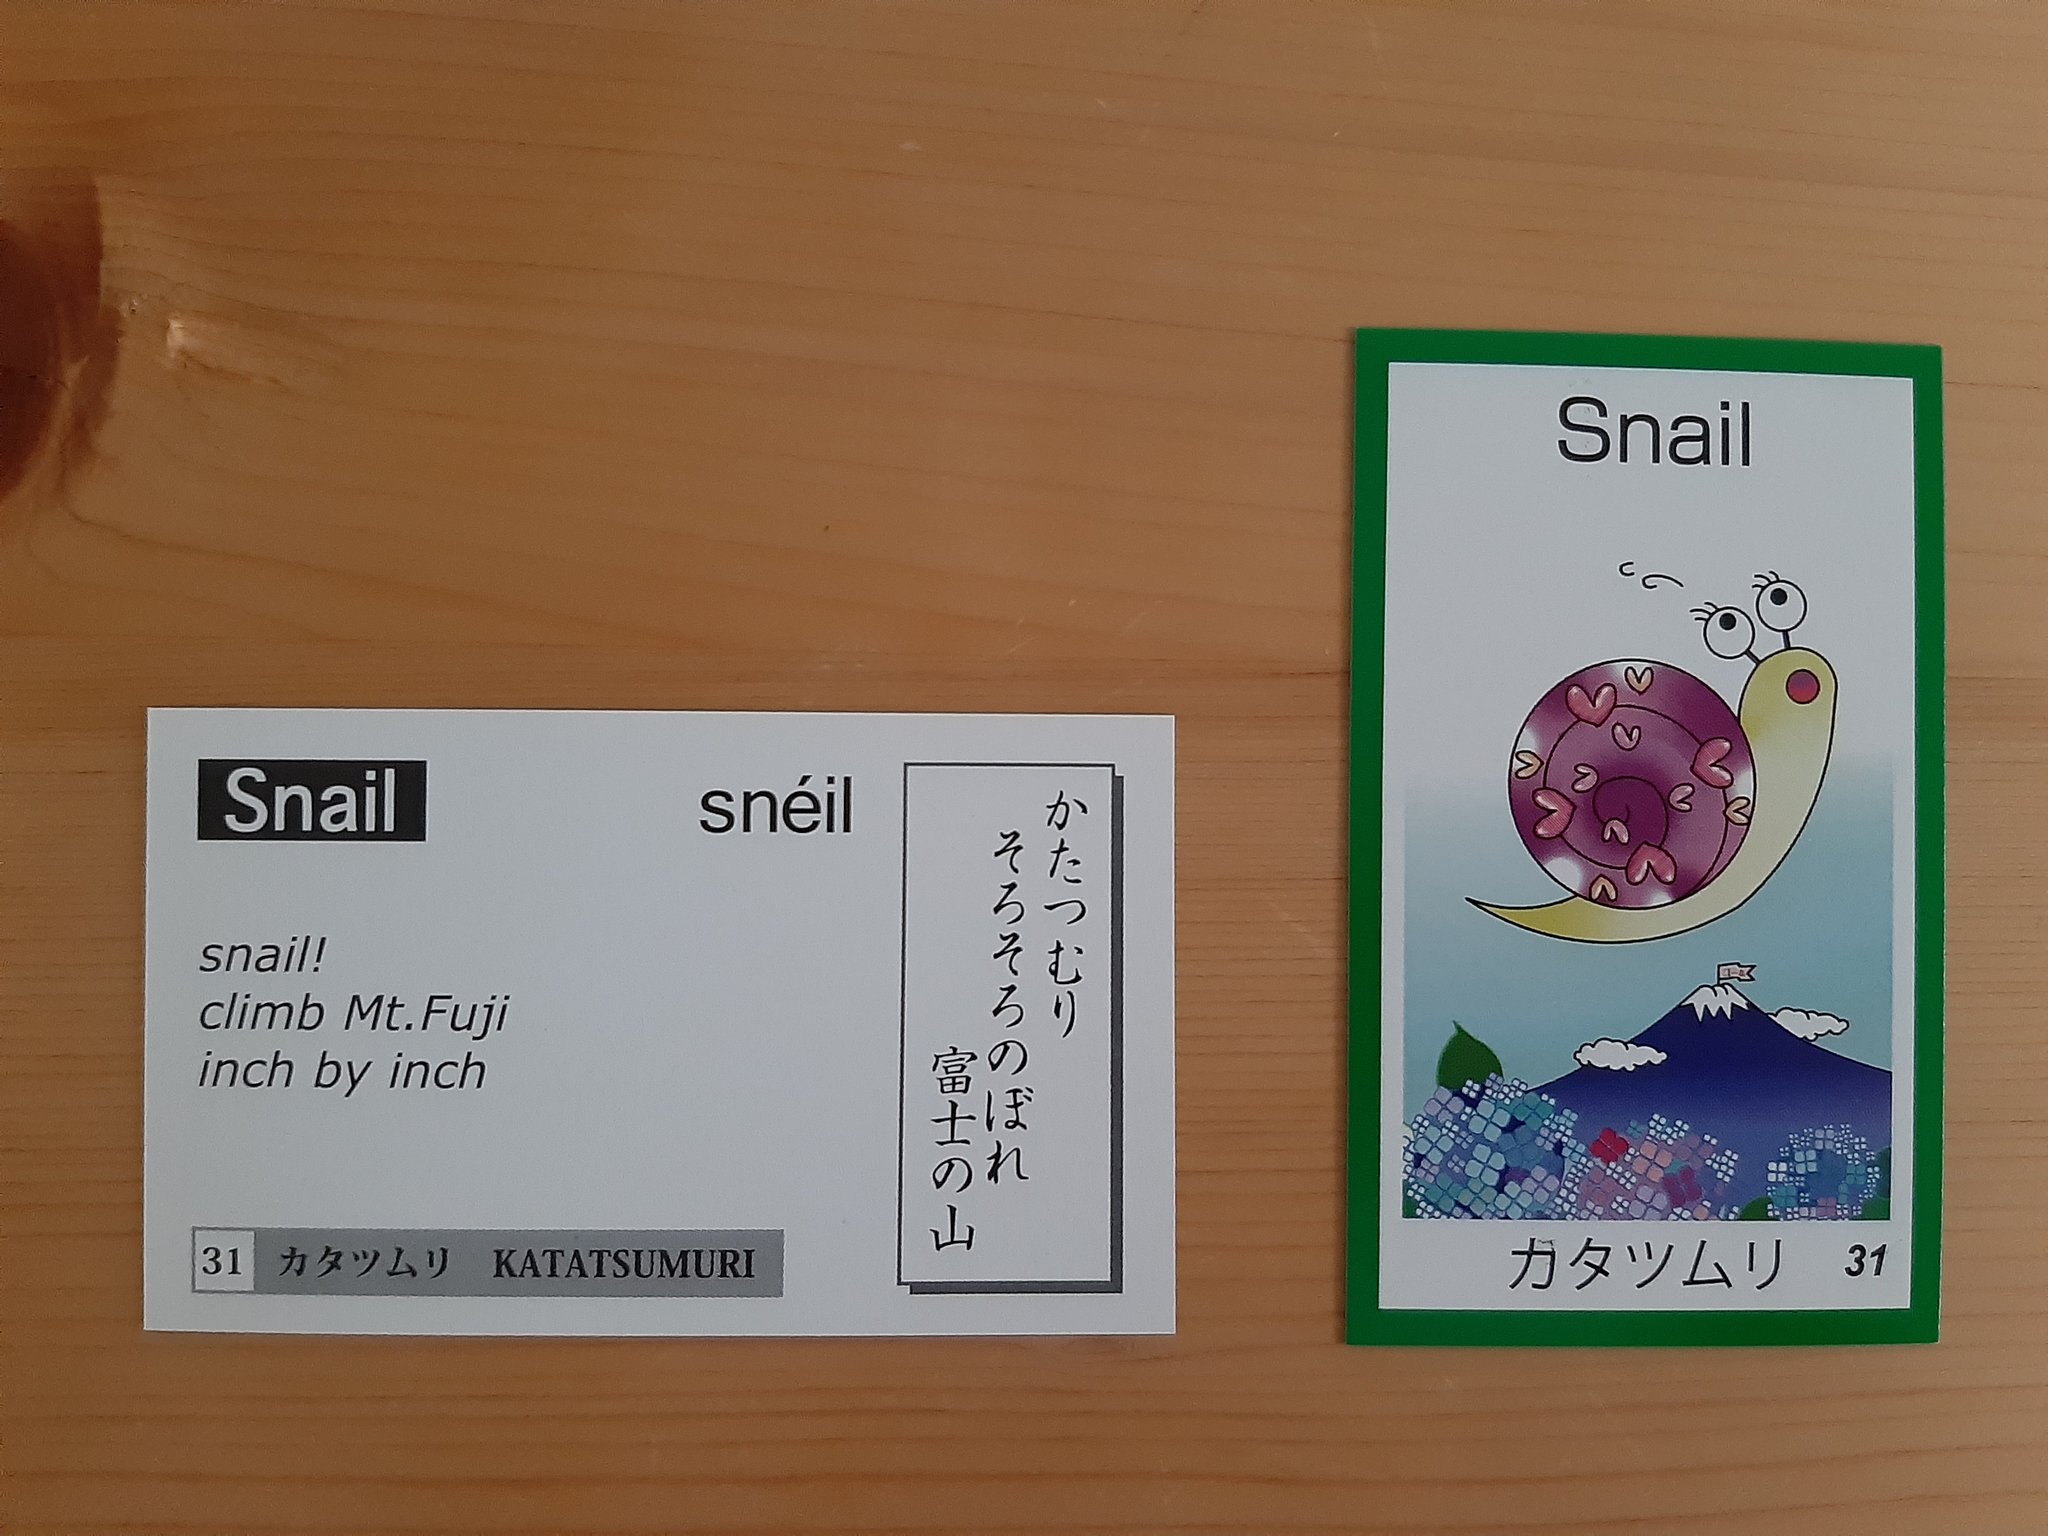 Snail
snéil
snail!
climb Mt.Fuji
inch by inch
31 カタツムリ KATATSUMURI
かたつむり
そろそろのぼれ
富士の山
Snail
カタツムリ 31